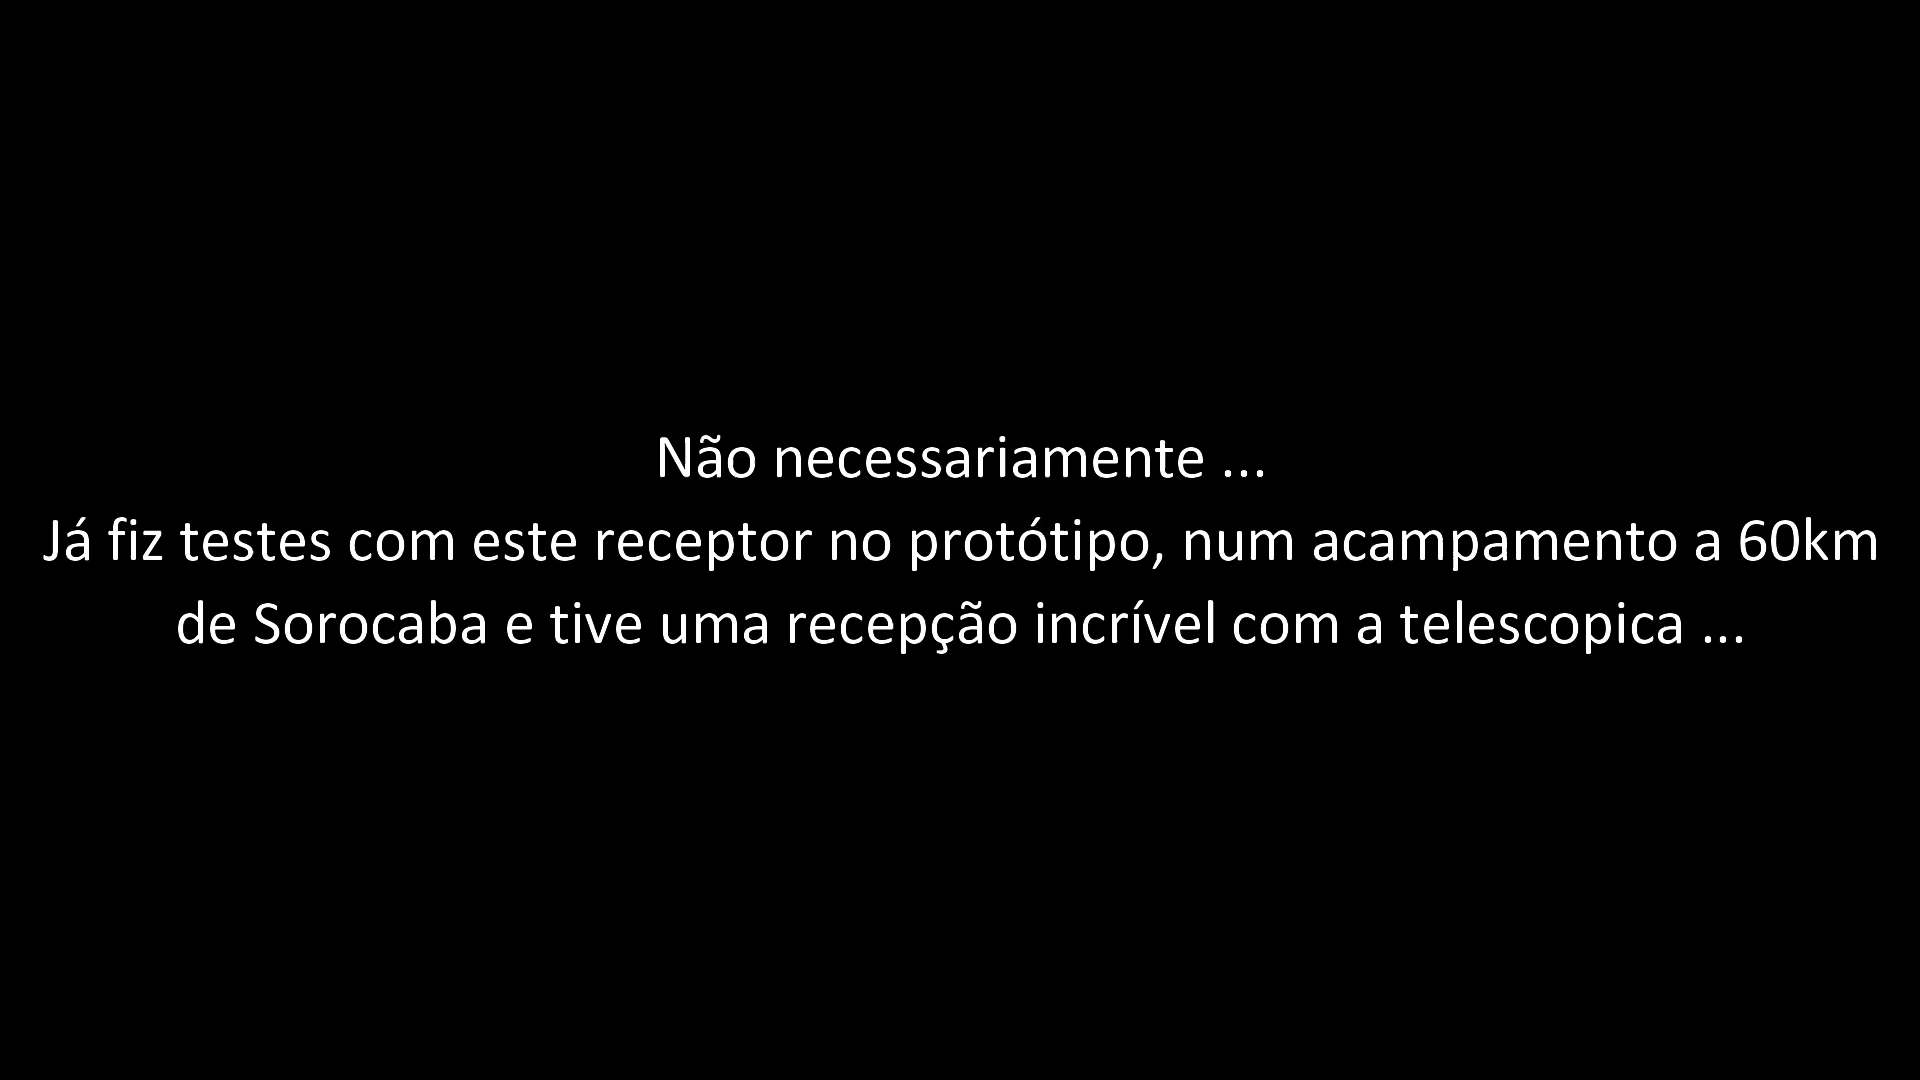 Não necessariamente ...
Já fiz testes com este receptor no protótipo, num acampamento a 60km
de Sorocaba e tive uma recepção incrível com a telescopica ...